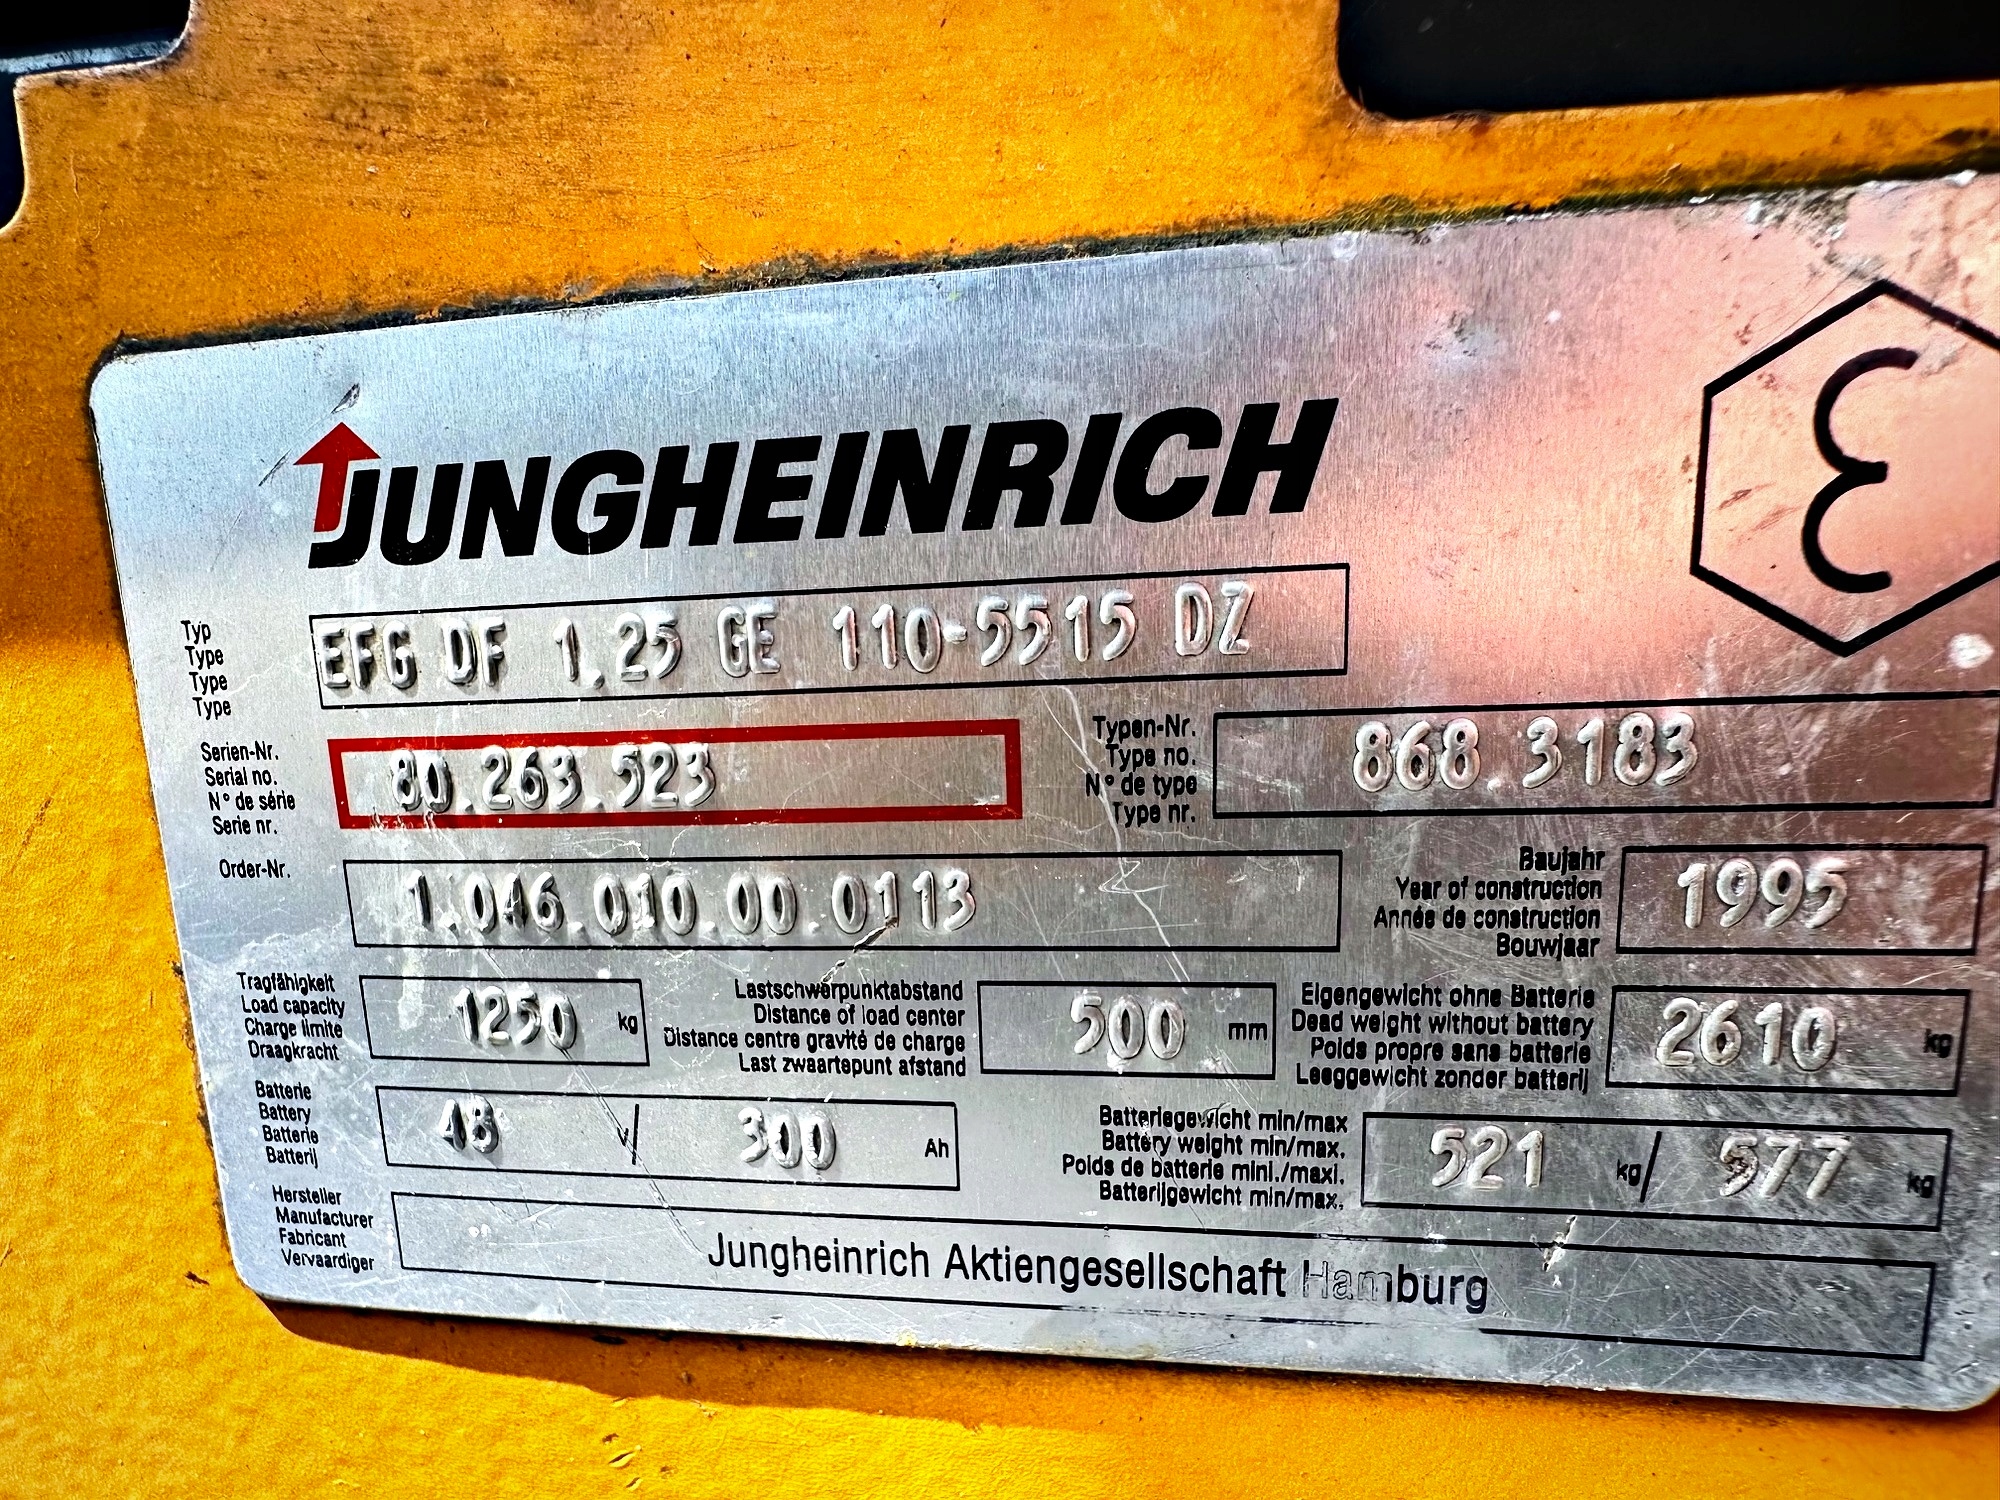 JUNGHEINRICH
Typ
Type
Type
Type
EFG DF 1.25 GE 110-5515 DZ
Serien-Nr.
Serial no.
N° de série
Serie nr.
80.263.523
Typen-Nr.
Type no.
N° de type
Type nr.
868.3183
Order-Nr.
1.046.010.00.0113
Baujahr
Year of construction
Année de construction
Bouwjaar
1995
Tragfähigkeit
Load capacity
Charge limite
Draagkracht
1250 kg
Lastschwerpunktabstand
Distance of load center
Distance centre gravité de charge
Last zwaartepunt afstand
500 mm
Eigengewicht ohne Batterie
Dead weight without battery
Poids propre sans batterie
Leeggewicht zonder batterij
2610 kg
Batterie
Battery
Batterie
Batterij
48 V 300 Ah
Batteriegewicht min/max
Battery weight min/max.
Poids de batterie mini./maxi.
Batterijgewicht min/max.
521 kg/ 577 kg
Hersteller
Manufacturer
Fabricant
Vervaardiger
Jungheinrich Aktiengesellschaft Hamburg